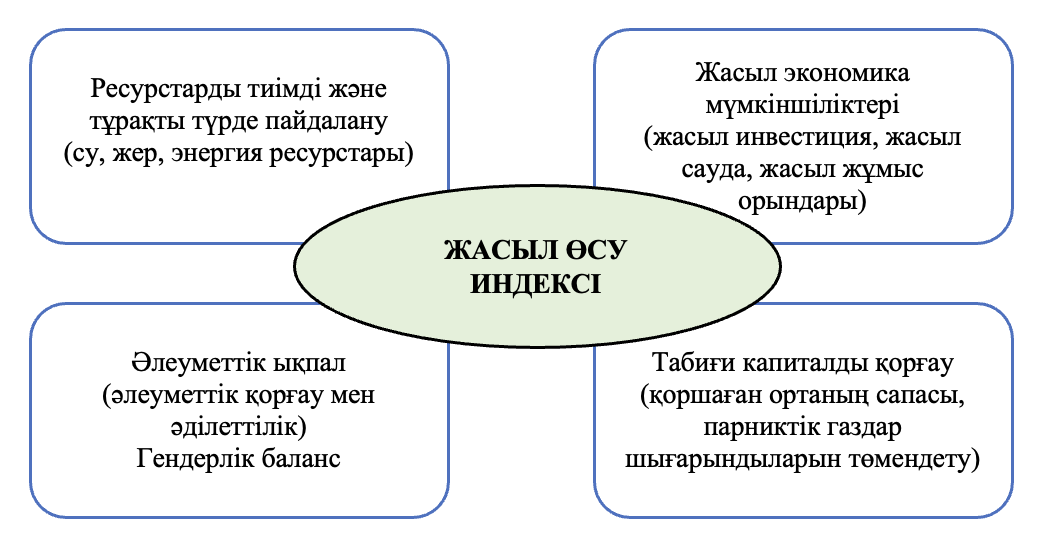 Ресурстарды тиімді және
тұрақты түрде пайдалану
(су, жер, энергия ресурстары)
Жасыл экономика
мүмкіншіліктері
(жасыл инвестиция, жасыл
сауда, жасыл жұмыс
орындары)
ЖАСЫЛ ӨСУ
ИНДЕКСІ
Әлеуметтік ықпал
(әлеуметтік қорғау мен
әділеттілік)
Гендерлік баланс
Табиғи капиталды қорғау
(қоршаған ортаның сапасы,
парниктік газдар
шығарындыларын төмендету)